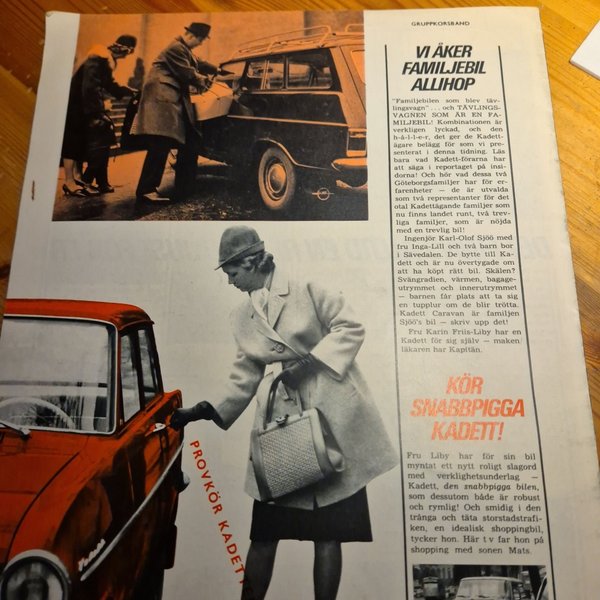 GRUPPKORSBAND
VI ÅKER
FAMILJEBIL
ALLIHOP
"Familjebilen som blev täv-
lingsvagn" . . . och TÄVLINGS-
VAGNEN SOM ÄR EN FA-
MILJEBIL! Kombinationen är
verkligen lyckad, och den
h-å-l-l-e-r, det ger de Kadett-
ägare belägg för som vi pre-
senterat i denna tidning. Läs
bara vad Kadett-förarna har
att säga i reportaget på insi-
dorna! Och hör vad dessa två
Göteborgsfamiljer har för er-
farenheter — de är utvalda
som två representanter för det
otal Kadettägande familjer som
nu finns landet runt, två trev-
liga familjer, som är nöjda
med en trevlig bil!
Ingenjör Karl-Olof Sjöö med
fru Inga-Lill och två barn bor
i Sävedalen. De bytte till Ka-
dett och är nu övertygade om
att ha köpt rätt bil. Skälen?
Svängradien, värmen, bagage-
utrymmet och innerutrymmet
— barnen får plats att ta sig
en tupplur om de blir trötta.
Kadett Caravan är familjen
Sjöö's bil — skriv upp det!
Fru Karin Friis-Liby har en
Kadett för sig själv — maken
läkaren har Kapitän.
KÖR
SNABBPIGGA
KADETT!
Fru Liby har för sin bil
myntat ett nytt roligt slagord
med verklighetsunderlag —
Kadett, den snabbpigga bilen,
som dessutom både är robust
och rymlig! Och smidig i den
trånga och täta storstadstrafi-
ken, en idealisk shoppingbil,
tycker hon. Här t v far hon på
shopping med sonen Mats.
PROVKÖR KADETT
Kadett